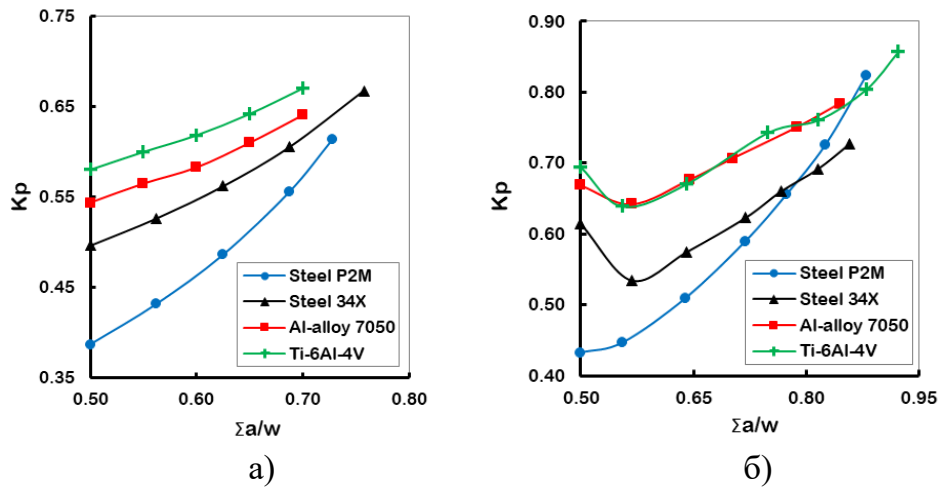 0.75
0.65
0.55
0.45
0.35
Kp
0.50
0.60
0.70
0.80
Σa/w
Steel P2M
Steel 34X
Al-alloy 7050
Ti-6Al-4V
а)
0.90
0.80
0.70
0.60
0.50
0.40
Kp
0.50
0.65
0.80
0.95
Σa/w
Steel P2M
Steel 34X
Al-alloy 7050
Ti-6Al-4V
б)